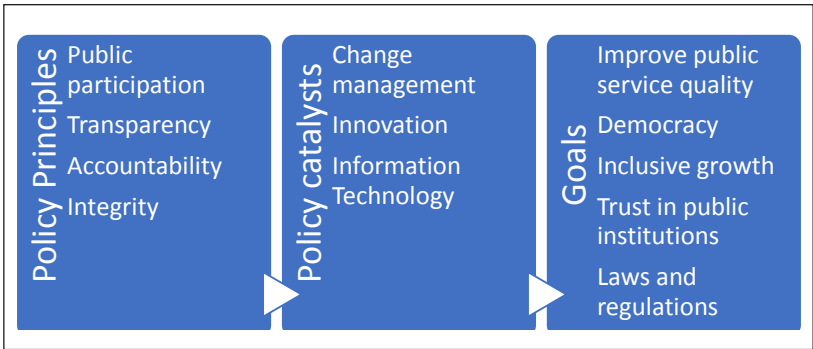 Policy Principles
Public
participation
Transparency
Accountability
Integrity
Policy catalysts
Change
management
Innovation
Information
Technology
Goals
Improve public
service quality
Democracy
Inclusive growth
Trust in public
institutions
Laws and
regulations